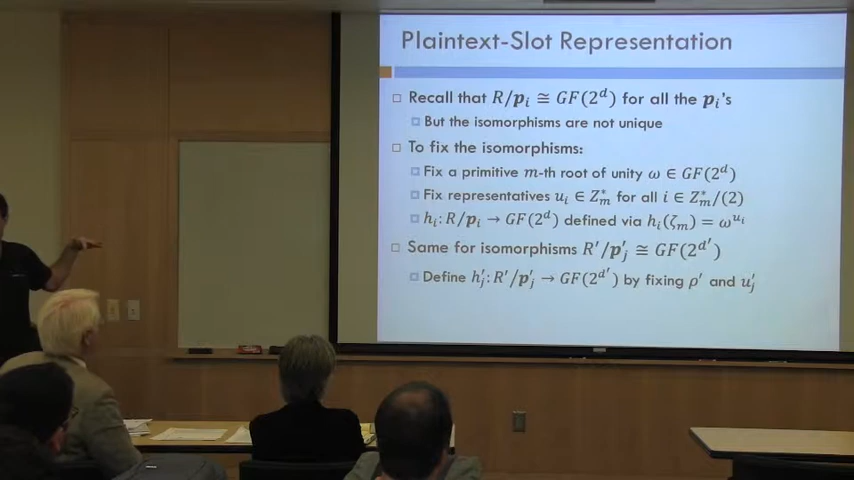 Plaintext-Slot Representation
□ Recall that R/𝒑ᵢ ≅ GF(2ᵈ) for all the 𝒑ᵢ's
□ But the isomorphisms are not unique
□ To fix the isomorphisms:
□ Fix a primitive m-th root of unity ω ∈ GF(2ᵈ)
□ Fix representatives uᵢ ∈ Z*ₘ for all i ∈ Z*ₘ/(2)
□ hᵢ: R/𝒑ᵢ → GF(2ᵈ) defined via hᵢ(ζₘ) = ω^{uᵢ}
□ Same for isomorphisms R'/𝒑'ⱼ ≅ GF(2^{d'})
□ Define h'ⱼ: R'/𝒑'ⱼ → GF(2^{d'}) by fixing ρ' and u'ⱼ